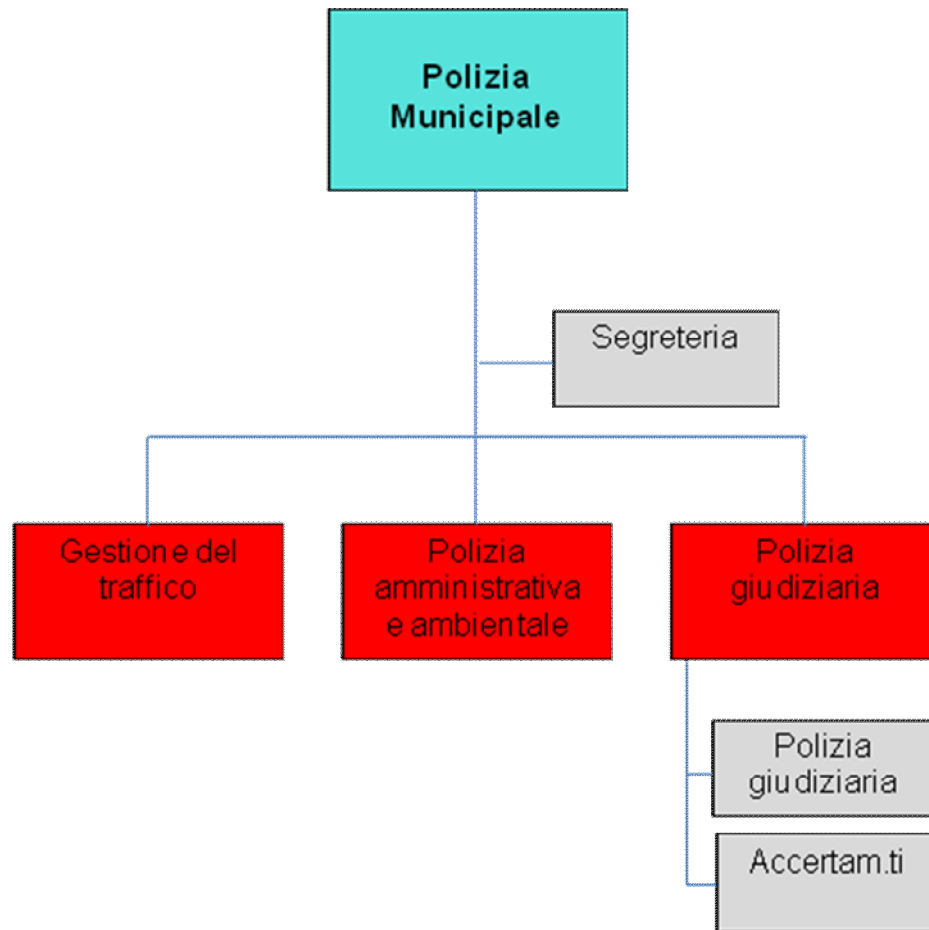 Polizia
Municipale
Segreteria
Gestione del
traffico
Polizia
amministrativa
e ambientale
Polizia
giudiziaria
Polizia
giudiziaria
Accertam.ti